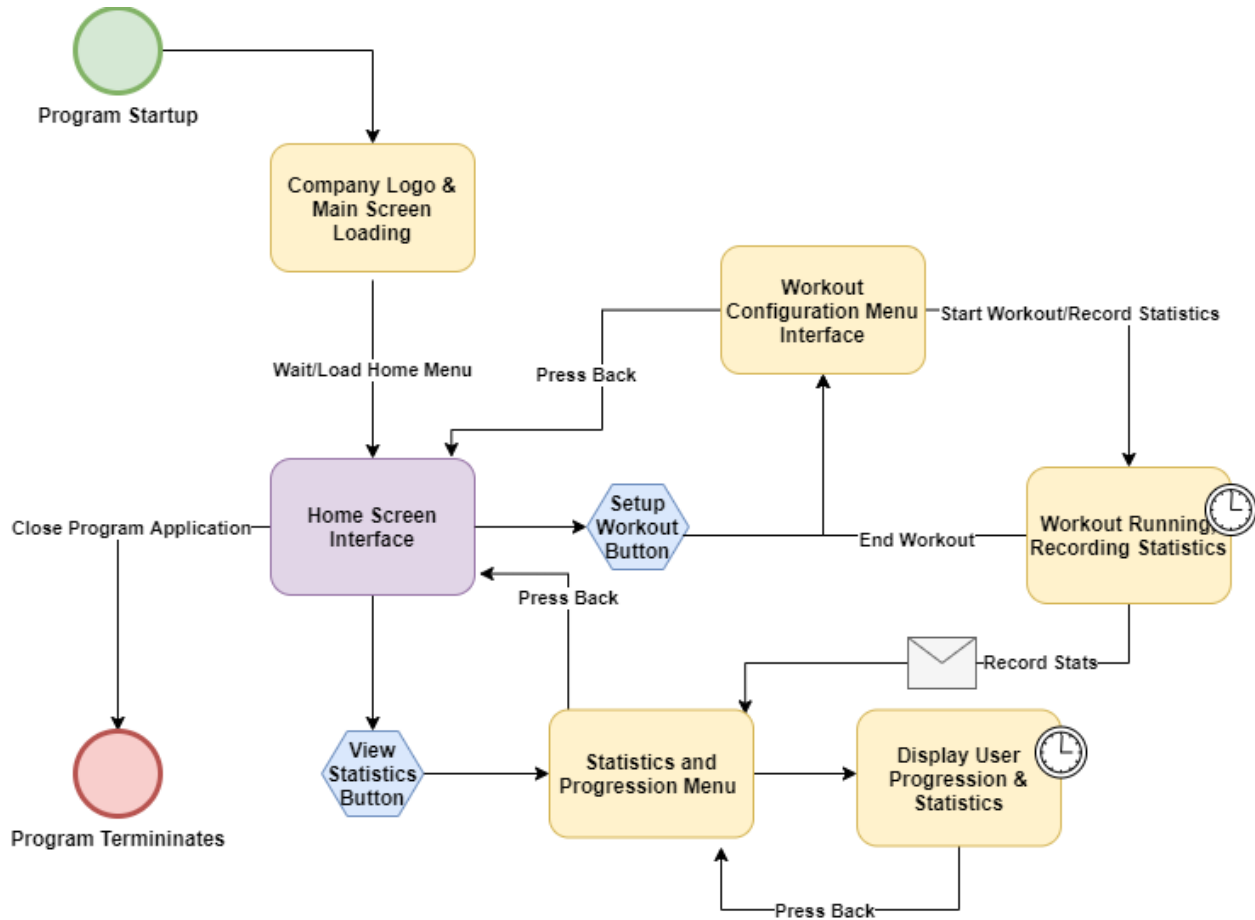 Program Startup
Company Logo &
Main Screen
Loading
Workout
Configuration Menu
Interface
Start Workout/Record Statistics
Wait/Load Home Menu
Press Back
Close Program Application
Home Screen
Interface
Setup
Workout
Button
End Workout
Workout Running,
Recording Statistics
Press Back
Record Stats
View
Statistics
Button
Statistics and
Progression Menu
Display User
Progression &
Statistics
Program Termininates
Press Back